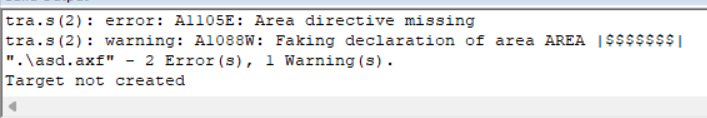 tra.s(2): error: A1105E: Area directive missing
tra.s(2): warning: A1088W: Faking declaration of area AREA |$$$$$$$|
".\asd.axf" - 2 Error(s), 1 Warning(s).
Target not created